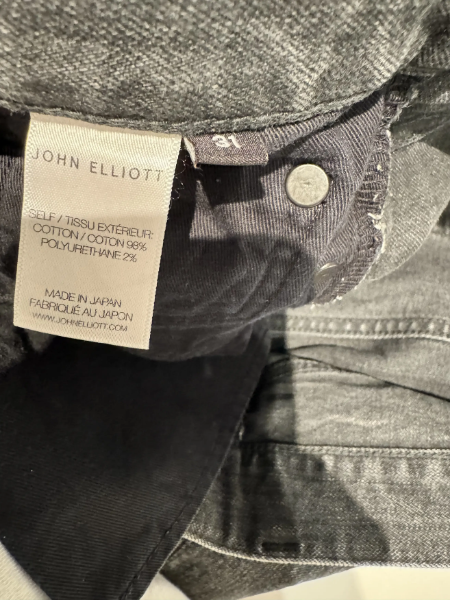 JOHN ELLIOTT
31
SELF / TISSU EXTÉRIEUR:
COTTON / COTON 98%
POLYURETHANE 2%
MADE IN JAPAN
FABRIQUÉ AU JAPON
WWW.JOHNELLIOTT.COM